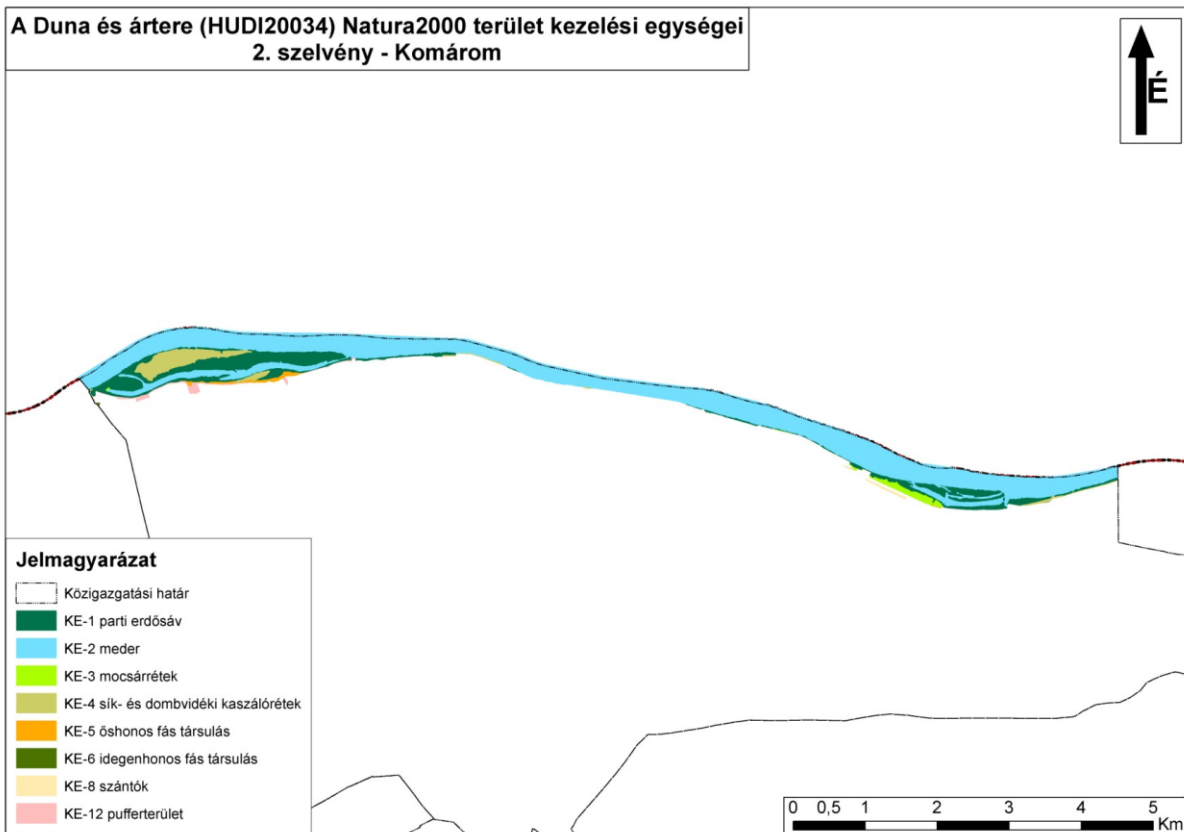 A Duna és ártere (HUDI20034) Natura2000 terület kezelési egységei
2. szelvény - Komárom
É
Jelmagyarázat
Közigazgatási határ
KE-1 parti erdősáv
KE-2 meder
KE-3 mocsárrétek
KE-4 sík- és dombvidéki kaszálórétek
KE-5 őshonos fás társulás
KE-6 idegenhonos fás társulás
KE-8 szántók
KE-12 pufferterület
0 0,5 1 2 3 4 5
Km